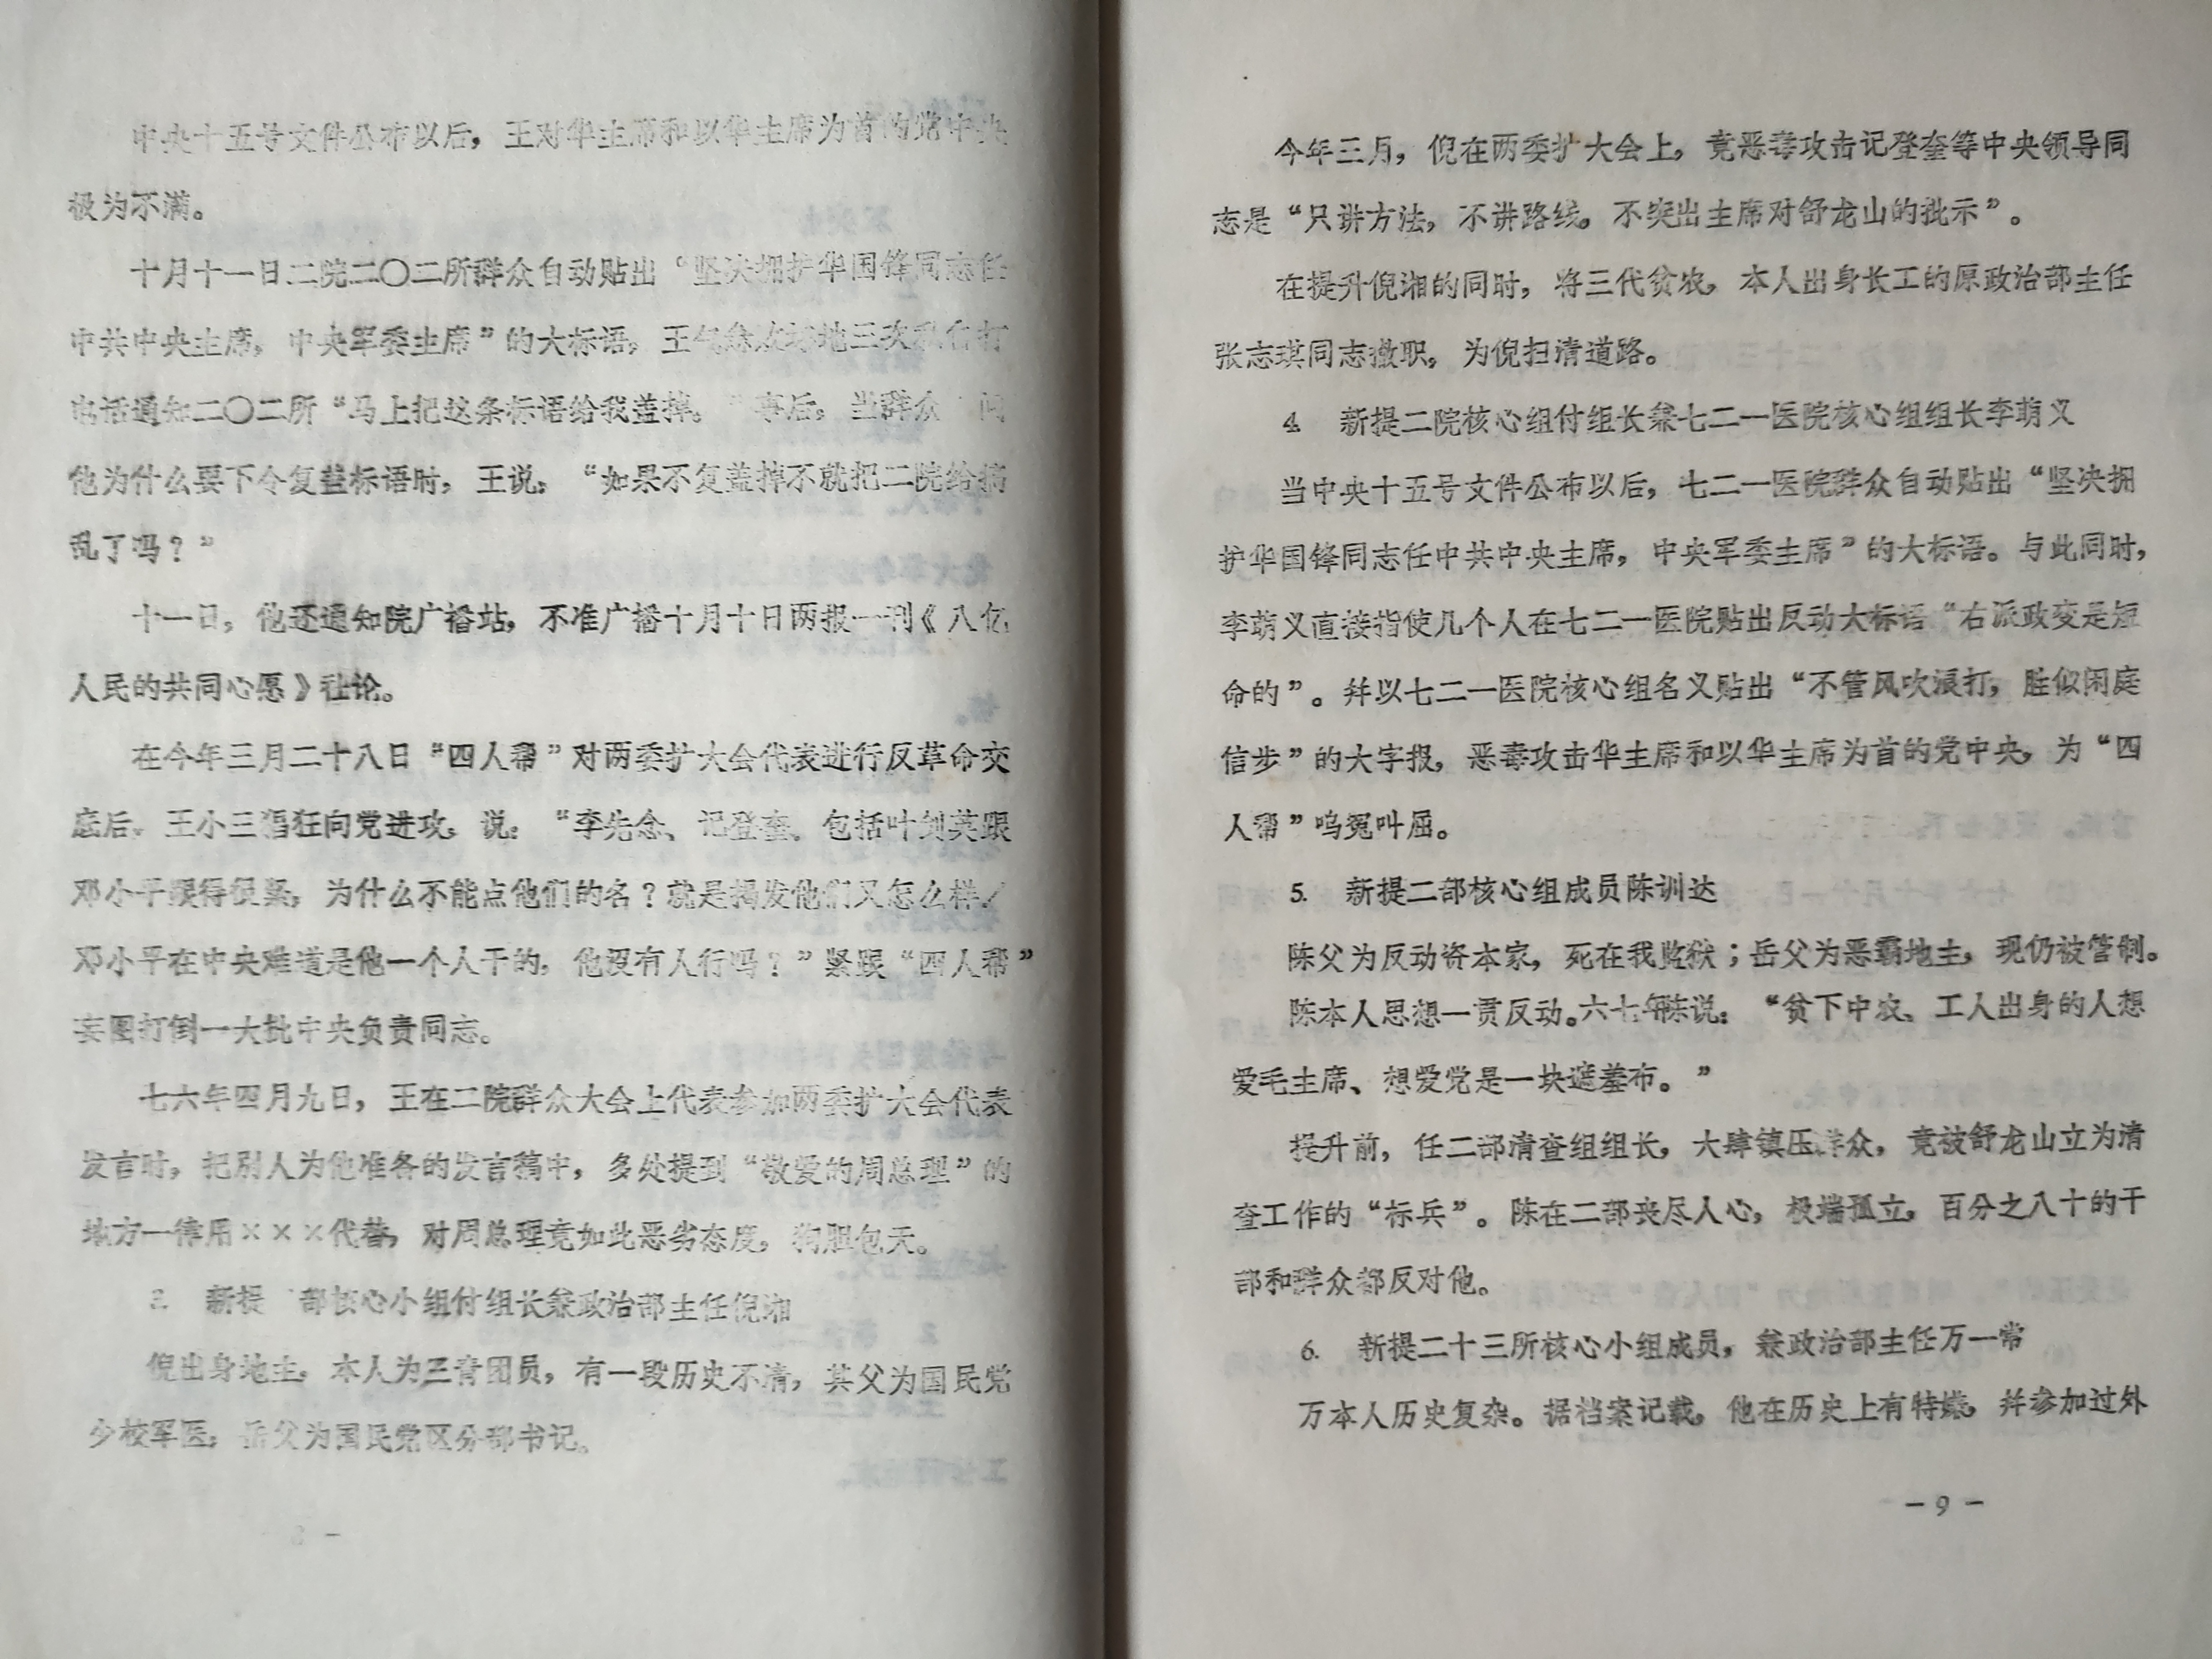 中央十五号文件公布以后，王对华主席和以华主席为首的党中央
极为不满。
十月十一日二院二〇二所群众自动贴出“坚决拥护华国锋同志任
中共中央主席，中央军委主席”的大标语，王气急败坏地三次亲自打
电话通知二〇二所“马上把这条标语给我盖掉。”事后，当群众 问
他为什么要下令复盖标语时，王说：“如果不复盖掉不就把二院给搞
乱了吗？”
十一日，他还通知院广播站，不准广播十月十日两报一刊《八亿
人民的共同心愿》社论。
在今年三月二十八日“四人帮”对两委扩大会代表进行反革命交
底后，王小三猖狂向党进攻，说：“李先念、记登奎、包括叶剑英跟
邓小平跟得很紧，为什么不能点他们的名？就是揭发他们又怎么样！
邓小平在中央难道是他一个人干的，他没有人行吗？”紧跟“四人帮”
妄图打倒一大批中央负责同志。
七六年四月九日，王在二院群众大会上代表参加两委扩大会代表
发言时，把别人为他准备的发言稿中，多处提到“敬爱的周总理”的
地方一律用×××代替，对周总理竟如此恶劣态度，狗胆包天。
3. 新提 部核心小组付组长兼政治部主任倪湘
倪出身地主，本人为三青团员，有一段历史不清，其父为国民党
少校军医，岳父为国民党区分部书记。
8 -
今年三月，倪在两委扩大会上，竟恶毒攻击记登奎等中央领导同
志是“只讲方法，不讲路线，不突出主席对舒龙山的批示”。
在提升倪湘的同时，将三代贫农，本人出身长工的原政治部主任
张志琪同志撤职，为倪扫清道路。
4. 新提二院核心组付组长兼七二一医院核心组组长李萌义
当中央十五号文件公布以后，七二一医院群众自动贴出“坚决拥
护华国锋同志任中共中央主席，中央军委主席”的大标语。与此同时，
李萌义直接指使几个人在七二一医院贴出反动大标语“右派政变是短
命的”。并以七二一医院核心组名义贴出“不管风吹浪打，胜似闲庭
信步”的大字报，恶毒攻击华主席和以华主席为首的党中央，为“四
人帮”鸣冤叫屈。
5. 新提二部核心组成员陈训达
陈父为反动资本家，死在我监狱；岳父为恶霸地主，现仍被管制。
陈本人思想一贯反动。六七年陈说：“贫下中农、工人出身的人想
爱毛主席、想爱党是一块遮羞布。”
提升前，任二部清查组组长，大肆镇压群众，竟被舒龙山立为清
查工作的“标兵”。陈在二部丧尽人心，极端孤立，百分之八十的干
部和群众都反对他。
6. 新提二十三所核心小组成员，兼政治部主任万一常
万本人历史复杂。据档案记载，他在历史上有特嫌，并参加过外
－9－